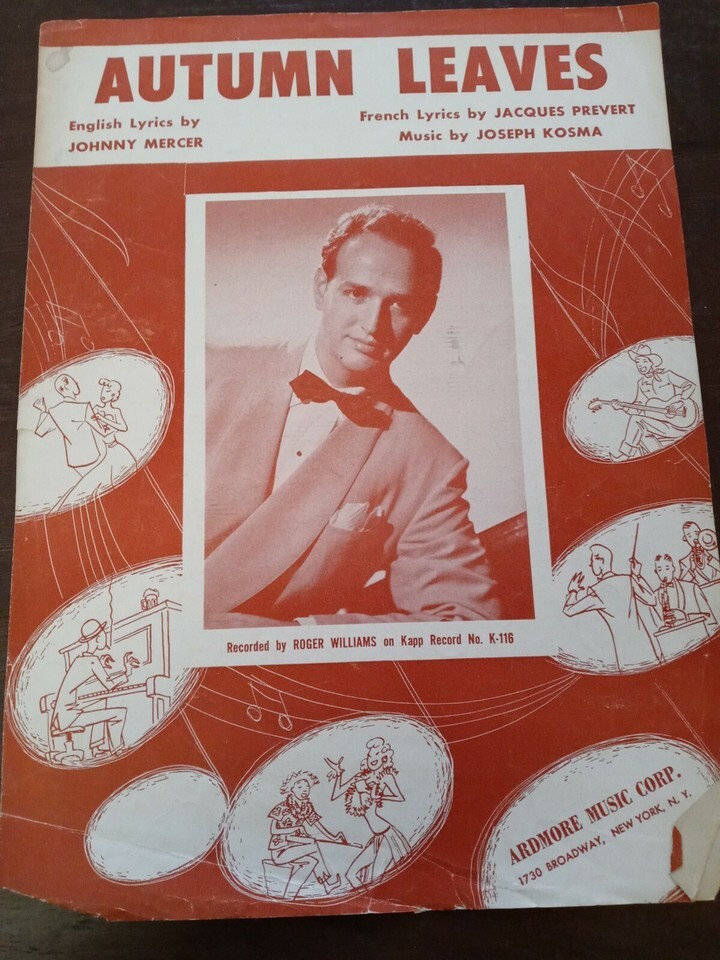 AUTUMN LEAVES
English Lyrics by
JOHNNY MERCER
French Lyrics by JACQUES PREVERT
Music by JOSEPH KOSMA
Recorded by ROGER WILLIAMS on Kapp Record No. K-116
ARDMORE MUSIC CORP.
1730 BROADWAY, NEW YORK, N. Y.